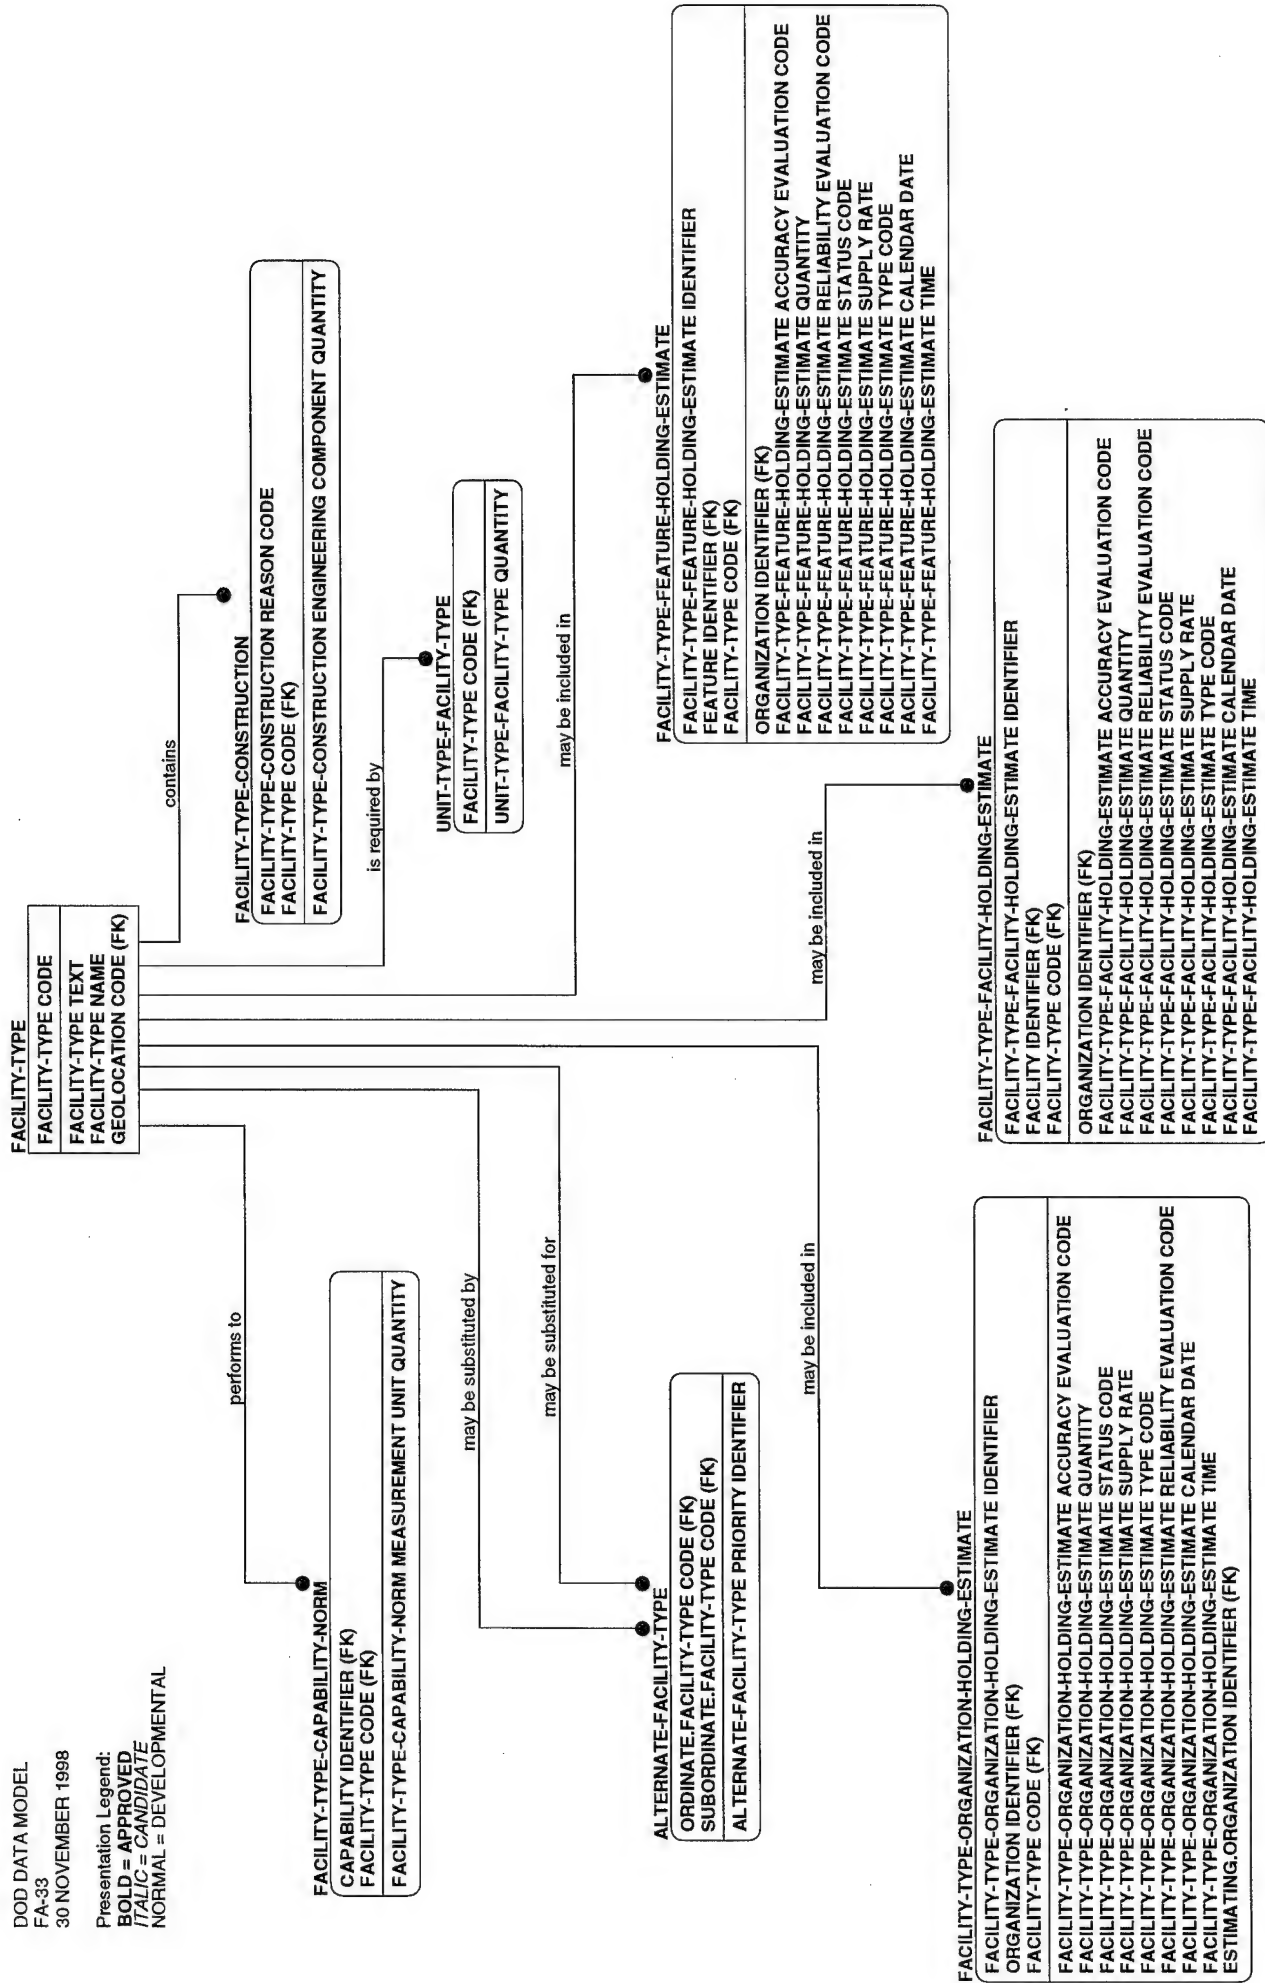 DOD DATA MODEL
FA-33
30 NOVEMBER 1998
Presentation Legend:
BOLD = APPROVED
ITALIC = CANDIDATE
NORMAL = DEVELOPMENTAL
FACILITY-TYPE
FACILITY-TYPE CODE
FACILITY-TYPE TEXT
FACILITY-TYPE NAME
GEOLOCATION CODE (FK)
performs to
FACILITY-TYPE-CAPABILITY-NORM
CAPABILITY IDENTIFIER (FK)
FACILITY-TYPE CODE (FK)
FACILITY-TYPE-CAPABILITY-NORM MEASUREMENT UNIT QUANTITY
contains
FACILITY-TYPE-CONSTRUCTION
FACILITY-TYPE-CONSTRUCTION REASON CODE
FACILITY-TYPE CODE (FK)
FACILITY-TYPE-CONSTRUCTION ENGINEERING COMPONENT QUANTITY
is required by
UNIT-TYPE-FACILITY-TYPE
FACILITY-TYPE CODE (FK)
UNIT-TYPE-FACILITY-TYPE QUANTITY
may be substituted by
may be substituted for
ALTERNATE-FACILITY-TYPE
ORDINATE.FACILITY-TYPE CODE (FK)
SUBORDINATE.FACILITY-TYPE CODE (FK)
ALTERNATE-FACILITY-TYPE PRIORITY IDENTIFIER
may be included in
FACILITY-TYPE-FEATURE-HOLDING-ESTIMATE
FACILITY-TYPE-FEATURE-HOLDING-ESTIMATE IDENTIFIER
FEATURE IDENTIFIER (FK)
FACILITY-TYPE CODE (FK)
ORGANIZATION IDENTIFIER (FK)
FACILITY-TYPE-FEATURE-HOLDING-ESTIMATE ACCURACY EVALUATION CODE
FACILITY-TYPE-FEATURE-HOLDING-ESTIMATE QUANTITY
FACILITY-TYPE-FEATURE-HOLDING-ESTIMATE RELIABILITY EVALUATION CODE
FACILITY-TYPE-FEATURE-HOLDING-ESTIMATE STATUS CODE
FACILITY-TYPE-FEATURE-HOLDING-ESTIMATE SUPPLY RATE
FACILITY-TYPE-FEATURE-HOLDING-ESTIMATE TYPE CODE
FACILITY-TYPE-FEATURE-HOLDING-ESTIMATE CALENDAR DATE
FACILITY-TYPE-FEATURE-HOLDING-ESTIMATE TIME
may be included in
FACILITY-TYPE-ORGANIZATION-HOLDING-ESTIMATE
FACILITY-TYPE-ORGANIZATION-HOLDING-ESTIMATE IDENTIFIER
ORGANIZATION IDENTIFIER (FK)
FACILITY-TYPE CODE (FK)
FACILITY-TYPE-ORGANIZATION-HOLDING-ESTIMATE ACCURACY EVALUATION CODE
FACILITY-TYPE-ORGANIZATION-HOLDING-ESTIMATE QUANTITY
FACILITY-TYPE-ORGANIZATION-HOLDING-ESTIMATE STATUS CODE
FACILITY-TYPE-ORGANIZATION-HOLDING-ESTIMATE SUPPLY RATE
FACILITY-TYPE-ORGANIZATION-HOLDING-ESTIMATE TYPE CODE
FACILITY-TYPE-ORGANIZATION-HOLDING-ESTIMATE RELIABILITY EVALUATION CODE
FACILITY-TYPE-ORGANIZATION-HOLDING-ESTIMATE CALENDAR DATE
FACILITY-TYPE-ORGANIZATION-HOLDING-ESTIMATE TIME
ESTIMATING.ORGANIZATION IDENTIFIER (FK)
may be included in
FACILITY-TYPE-FACILITY-HOLDING-ESTIMATE
FACILITY-TYPE-FACILITY-HOLDING-ESTIMATE IDENTIFIER
FACILITY IDENTIFIER (FK)
FACILITY-TYPE CODE (FK)
ORGANIZATION IDENTIFIER (FK)
FACILITY-TYPE-FACILITY-HOLDING-ESTIMATE ACCURACY EVALUATION CODE
FACILITY-TYPE-FACILITY-HOLDING-ESTIMATE QUANTITY
FACILITY-TYPE-FACILITY-HOLDING-ESTIMATE RELIABILITY EVALUATION CODE
FACILITY-TYPE-FACILITY-HOLDING-ESTIMATE STATUS CODE
FACILITY-TYPE-FACILITY-HOLDING-ESTIMATE SUPPLY RATE
FACILITY-TYPE-FACILITY-HOLDING-ESTIMATE TYPE CODE
FACILITY-TYPE-FACILITY-HOLDING-ESTIMATE CALENDAR DATE
FACILITY-TYPE-FACILITY-HOLDING-ESTIMATE TIME